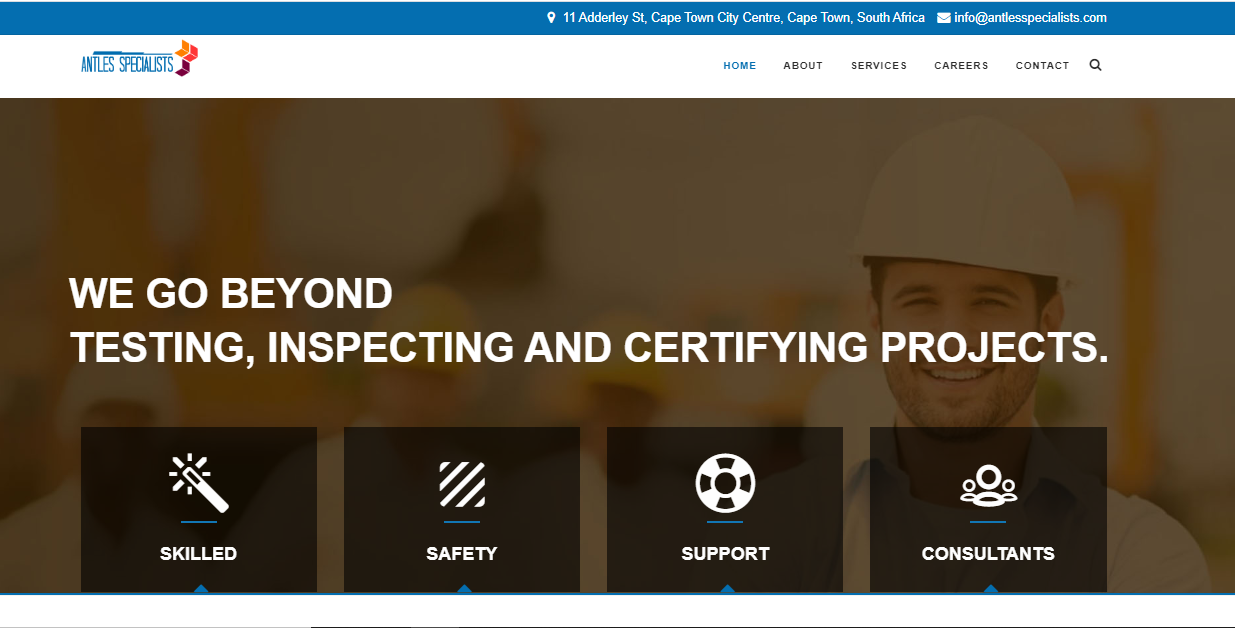 11 Adderley St, Cape Town City Centre, Cape Town, South Africa info@antlesspecialists.com
ANTLES SPECIALISTS HOME ABOUT SERVICES CAREERS CONTACT
WE GO BEYOND
TESTING, INSPECTING AND CERTIFYING PROJECTS.
SKILLED SAFETY SUPPORT CONSULTANTS